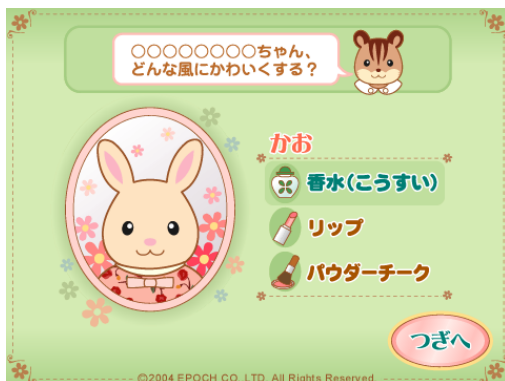 ○○○○○○○○ちゃん、
どんな風にかわいくする？
かお
香水(こうすい)
リップ
パウダーチーク
つぎへ
©2004 EPOCH CO.,LTD. All Rights Reserved.